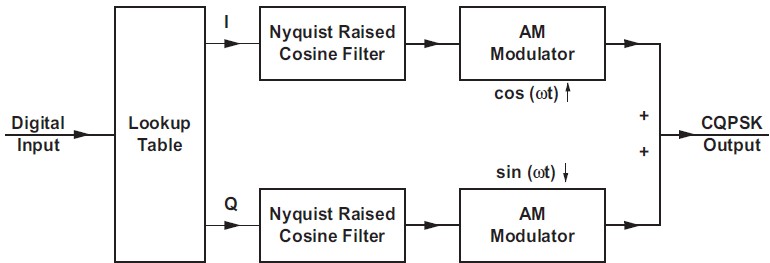 I
Nyquist Raised
Cosine Filter
AM
Modulator
cos (ωt)
Digital
Input
Lookup
Table
+
+
CQPSK
Output
sin (ωt)
Q
Nyquist Raised
Cosine Filter
AM
Modulator